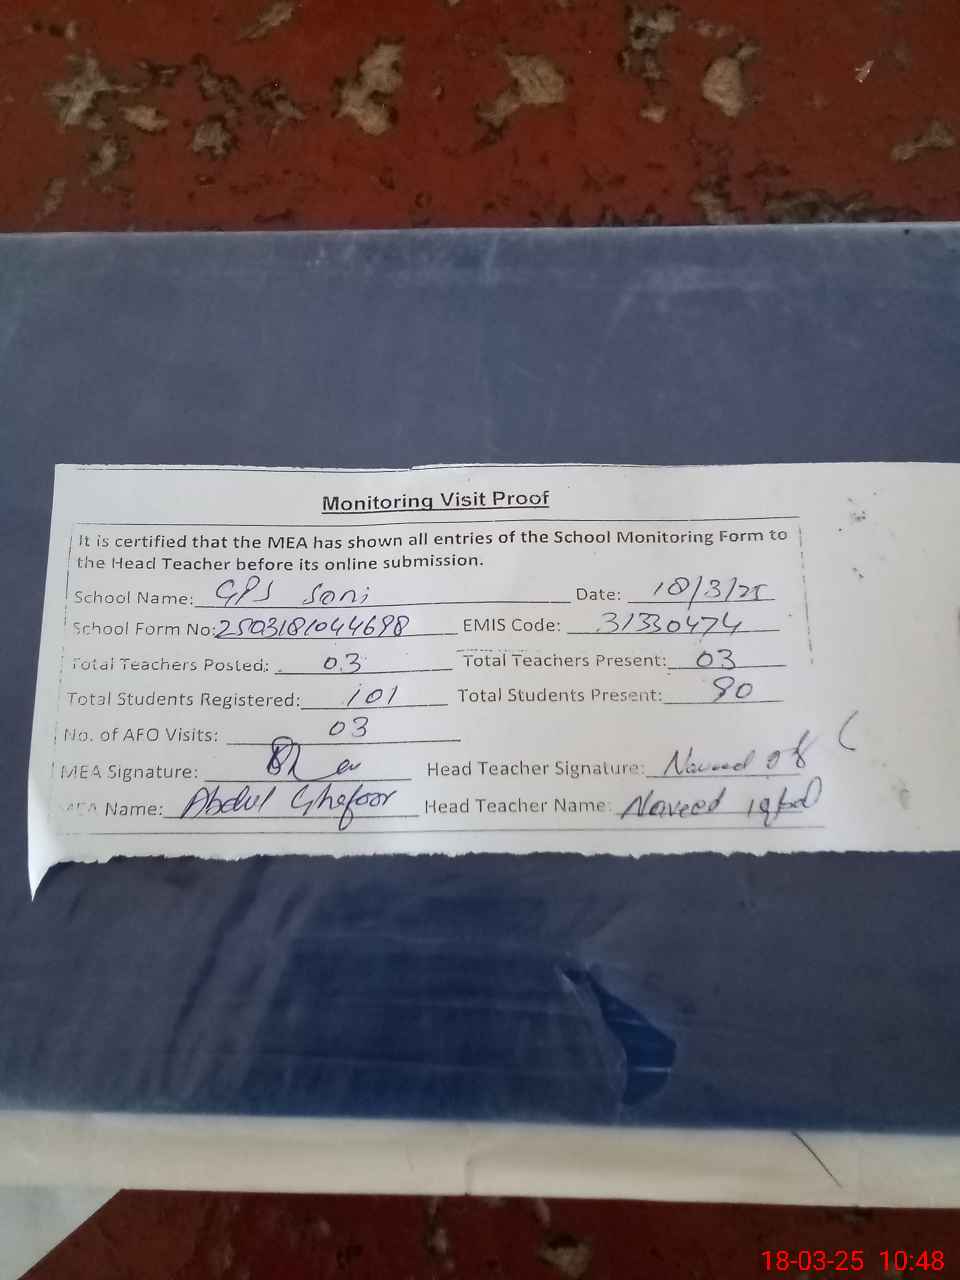 Monitoring Visit Proof
It is certified that the MEA has shown all entries of the School Monitoring Form to
the Head Teacher before its online submission.
School Name: GPS Soni Date: 18/3/25
School Form No: 2503181044698 EMIS Code: 31330474
Total Teachers Posted: 03 Total Teachers Present: 03
Total Students Registered: 101 Total Students Present: 90
No. of AFO Visits: 03
MEA Signature: Head Teacher Signature: Naveed
MEA Name: Abdul Ghafoor Head Teacher Name: Naveed iqbal
18-03-25 10:48